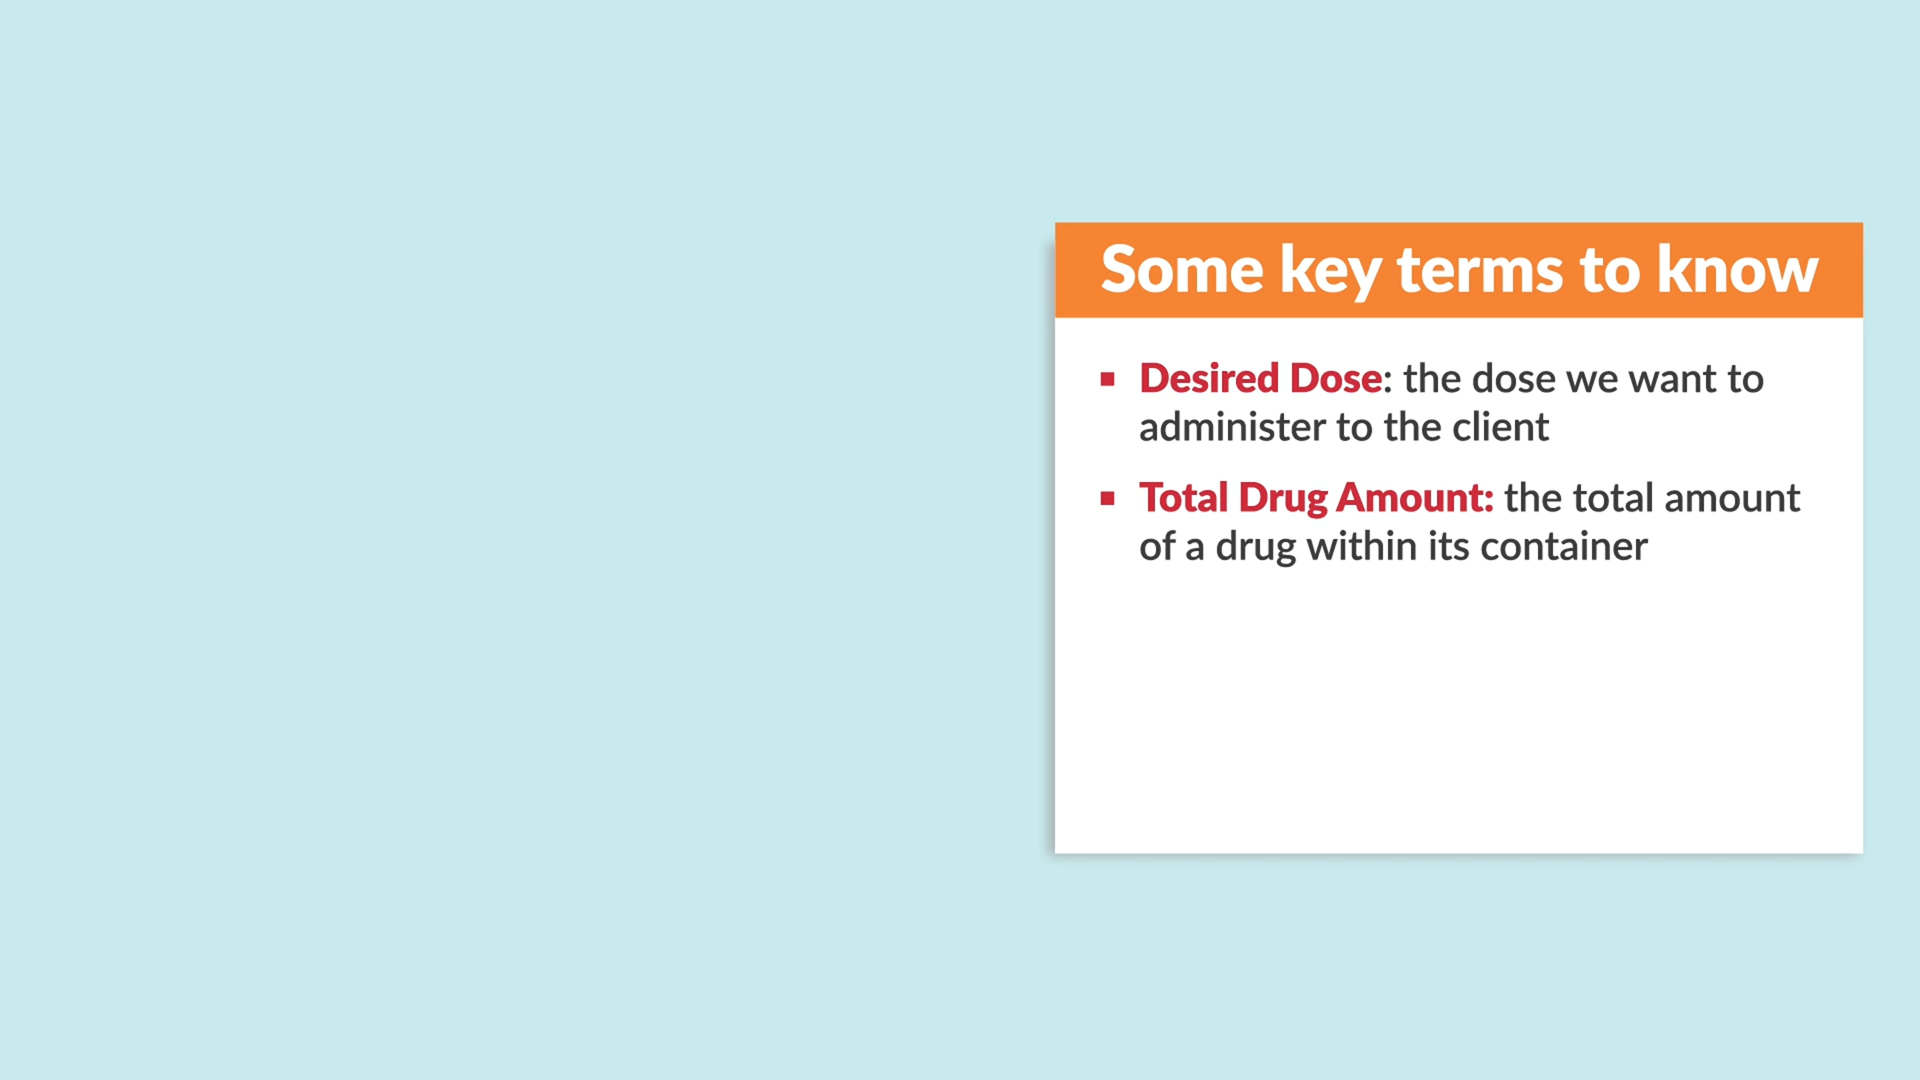 Some key terms to know
▪ Desired Dose: the dose we want to
administer to the client
▪ Total Drug Amount: the total amount
of a drug within its container